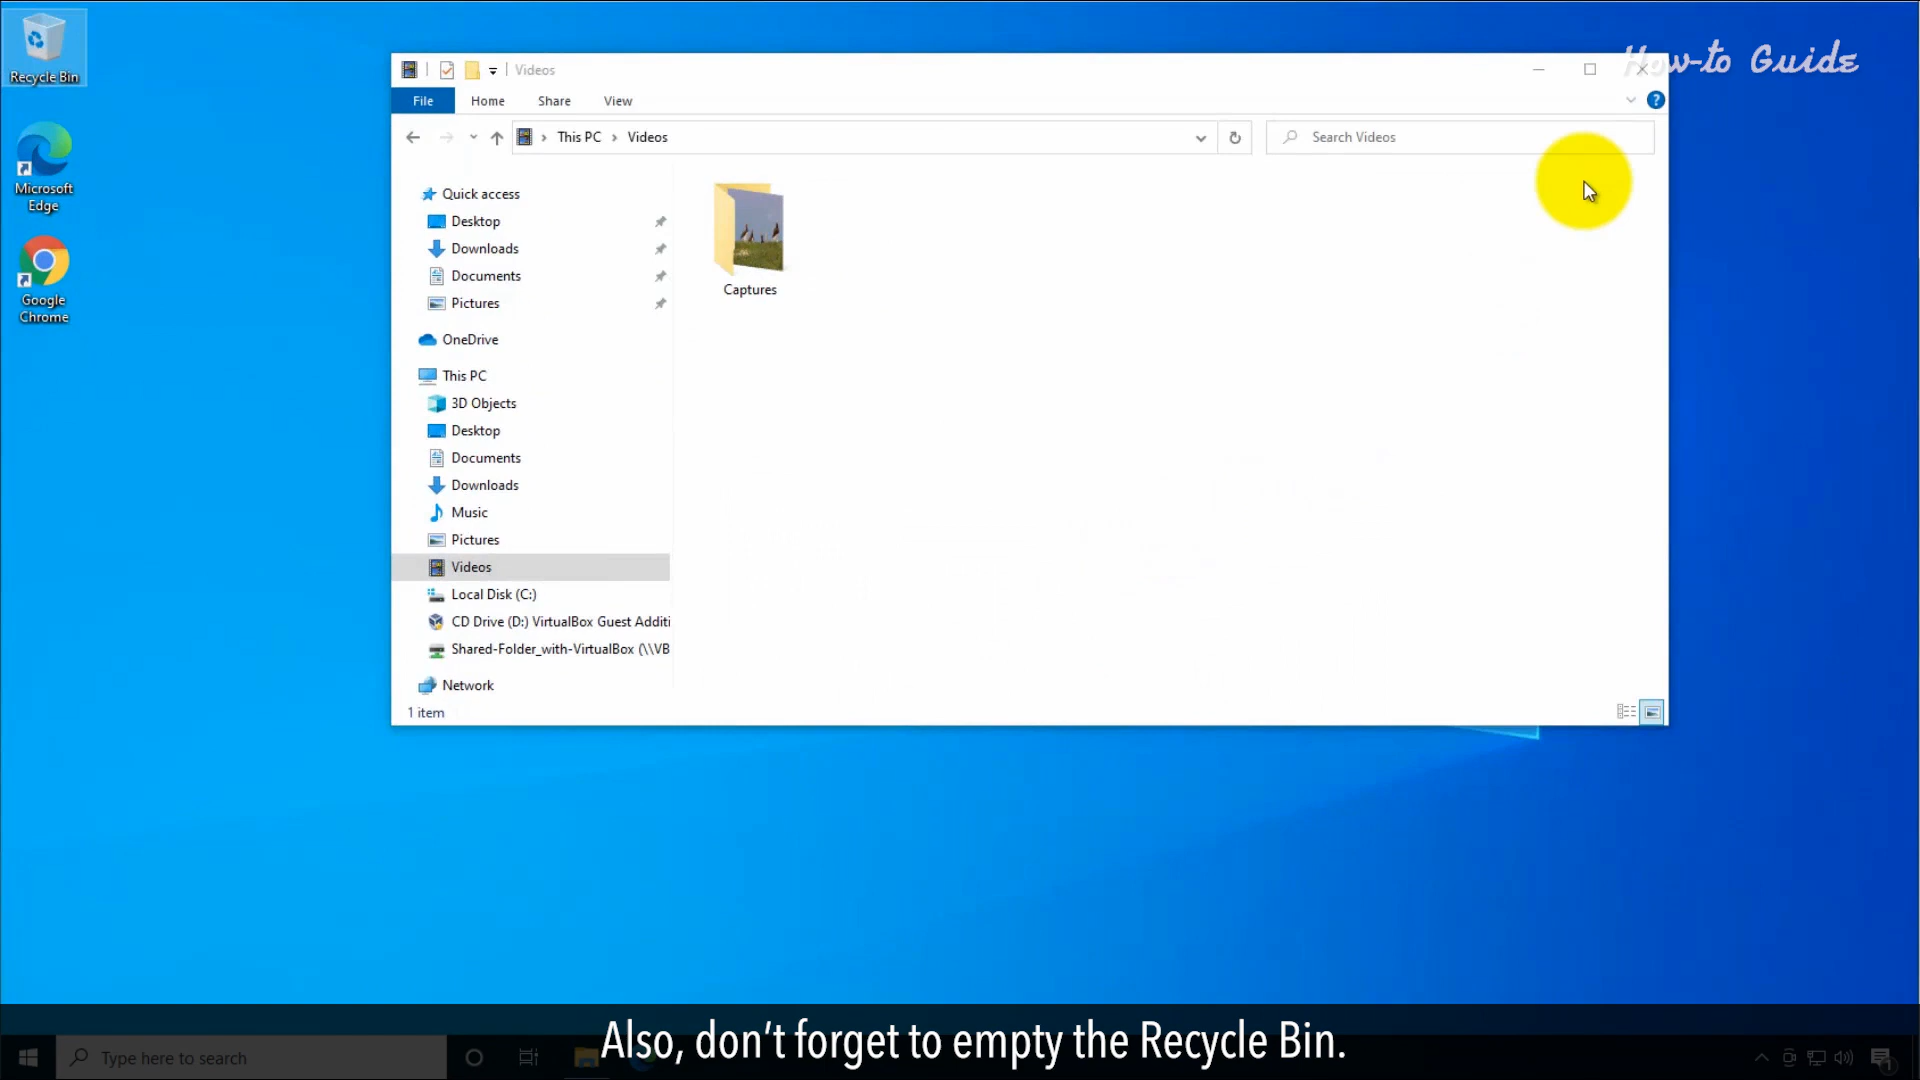 Recycle Bin
Microsoft
Edge
Google
Chrome
How-to Guide
Videos
File
Home
Share
View
This PC
Videos
Search Videos
Quick access
Desktop
Downloads
Documents
Pictures
OneDrive
This PC
3D Objects
Desktop
Documents
Downloads
Music
Pictures
Videos
Local Disk (C:)
CD Drive (D:) VirtualBox Guest Additi
Shared-Folder_with-VirtualBox (\\VB
Network
Captures
1 item
Also, don't forget to empty the Recycle Bin.
Type here to search
1